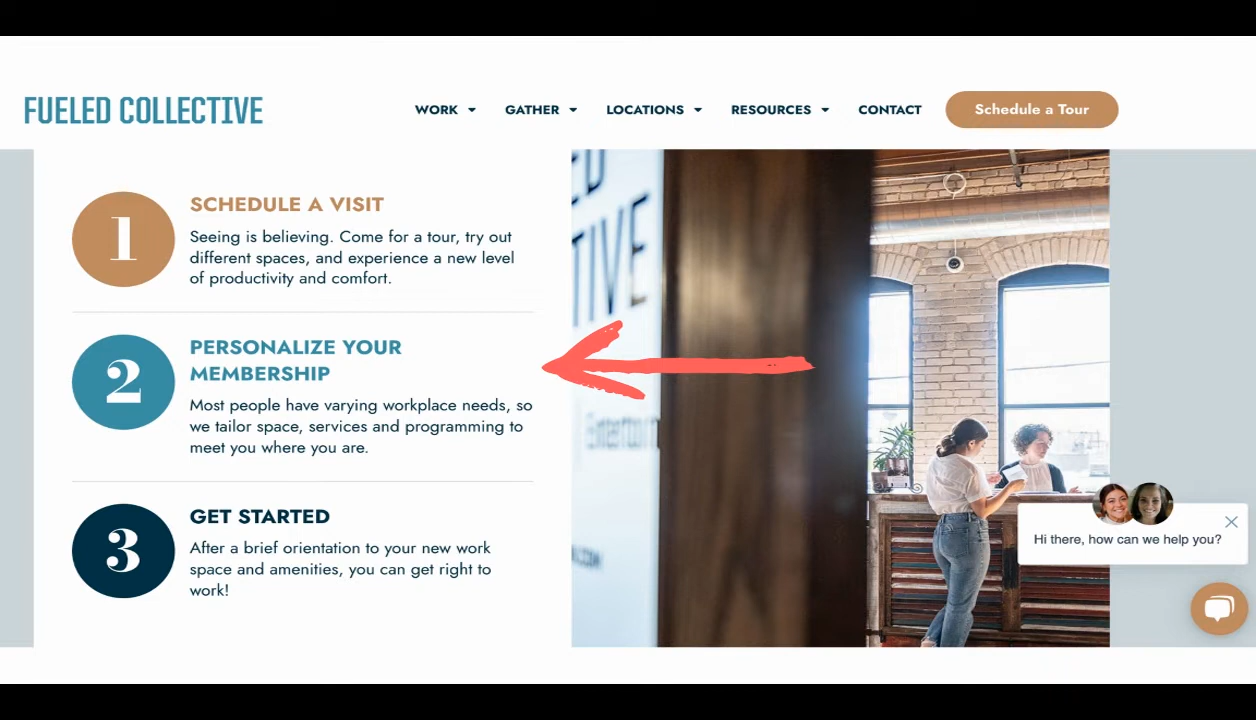 FUELED COLLECTIVE
WORK
GATHER
LOCATIONS
RESOURCES
CONTACT
Schedule a Tour
1
SCHEDULE A VISIT
Seeing is believing. Come for a tour, try out
different spaces, and experience a new level
of productivity and comfort.
2
PERSONALIZE YOUR
MEMBERSHIP
Most people have varying workplace needs, so
we tailor space, services and programming to
meet you where you are.
3
GET STARTED
After a brief orientation to your new work
space and amenities, you can get right to
work!
ED
TIVE
Hi there, how can we help you?